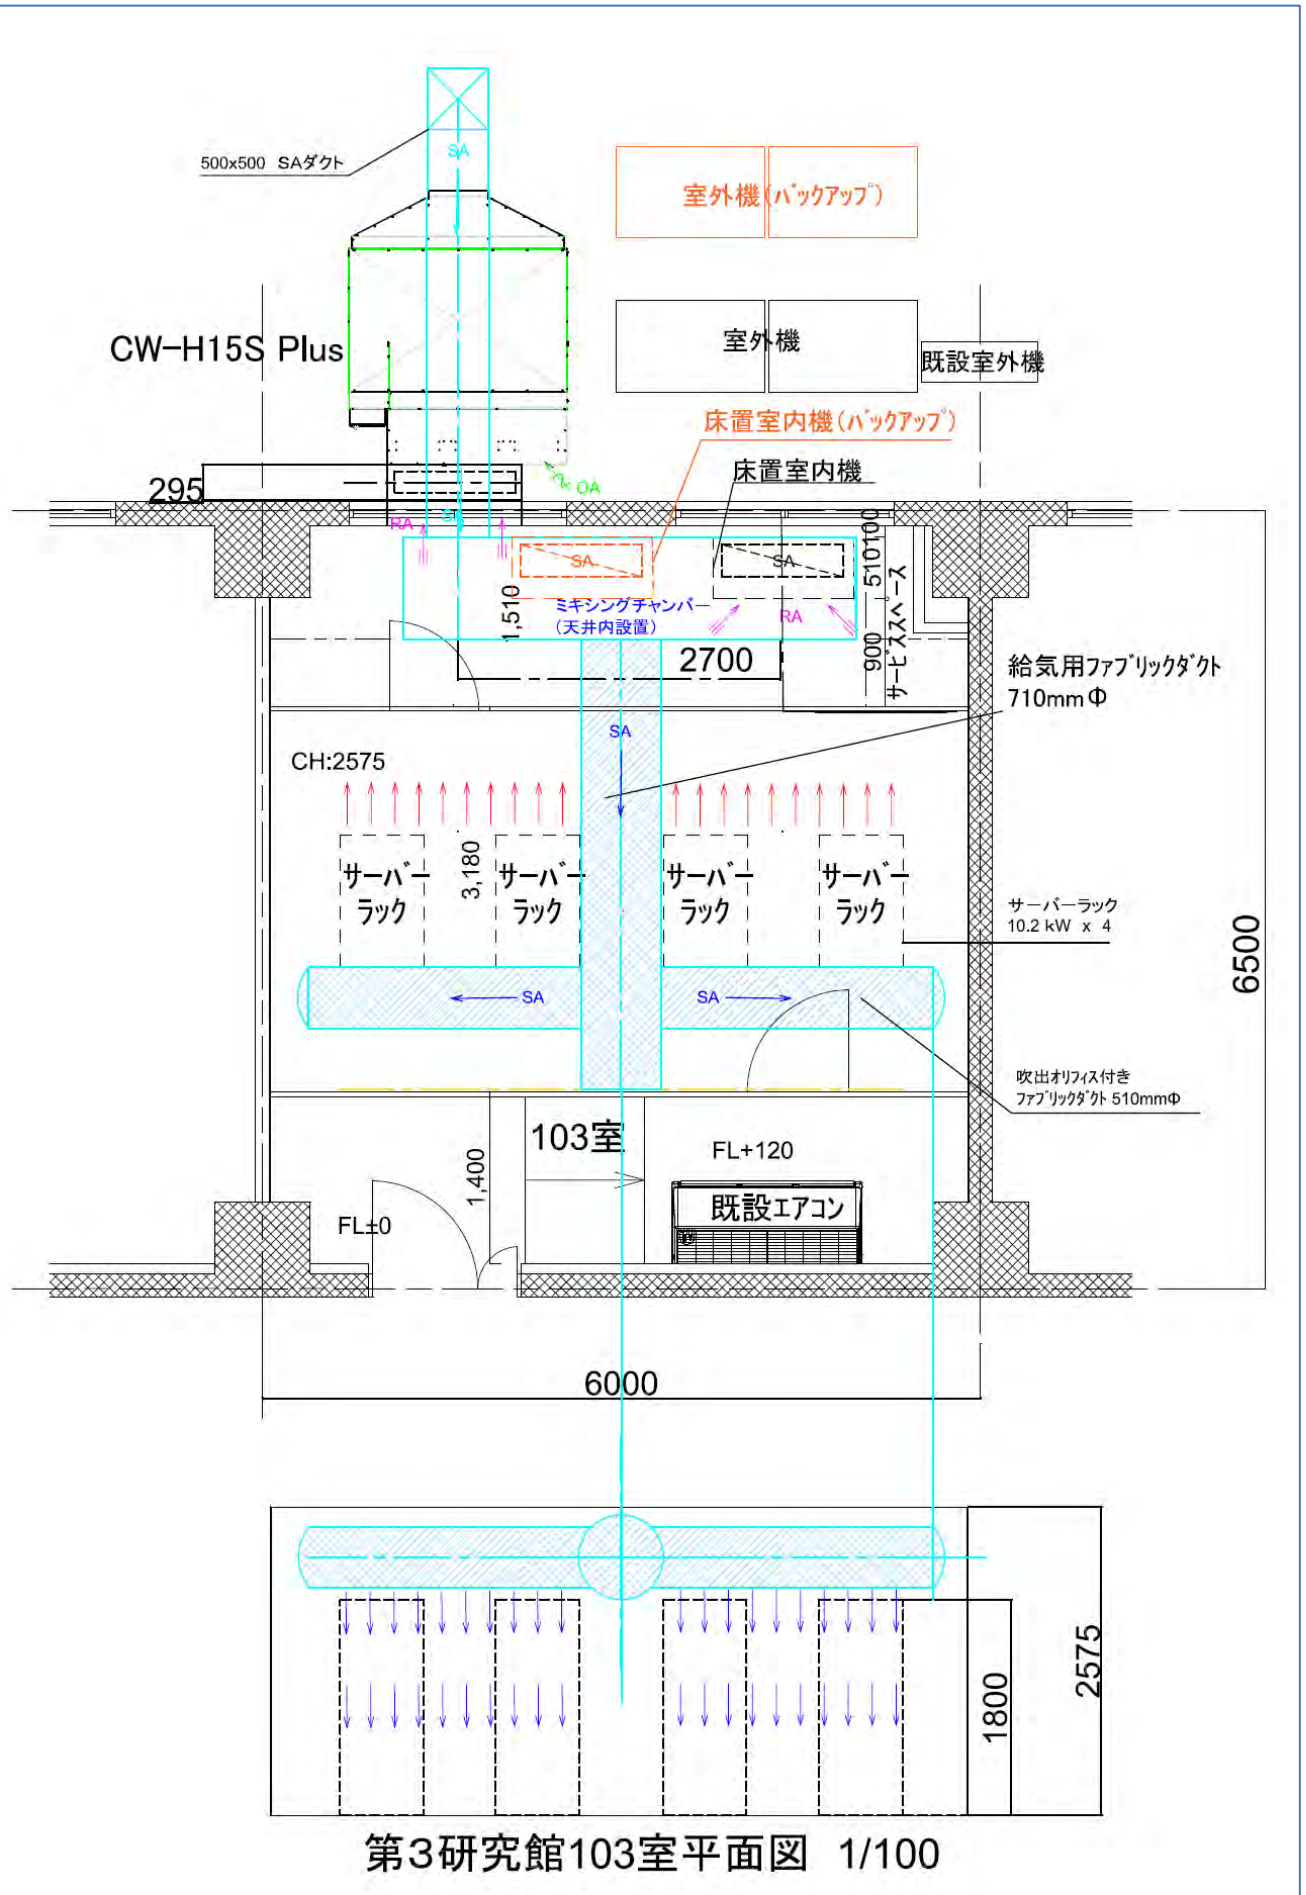 SA
500x500 SAダクト
室外機(バックアップ)
CW-H15S Plus
室外機
既設室外機
床置室内機(バックアップ)
床置室内機
295
OA
RA
SA
SA
SA
510100
1,510
ミキシングチャンバー
(天井内設置)
RA
900
サービススペース
2700
給気用ファブリックダクト
710mmΦ
SA
CH:2575
3,180
サーバー
ラック
サーバー
ラック
サーバー
ラック
サーバー
ラック
サーバーラック
10.2 kW x 4
6500
SA
SA
吹出オリフィス付き
ファブリックダクト 510mmΦ
103室
1,400
FL+120
既設エアコン
FL±0
6000
2575
1800
第3研究館103室平面図 1/100